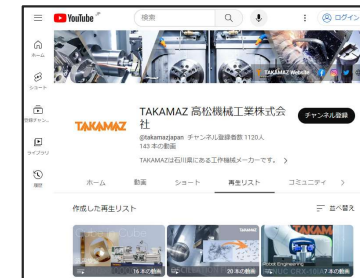 YouTube JP
検索
ログイン
ホーム
ショート
登録チャン...
ライブラリ
履歴
TAKAMAZ Website
TAKAMAZ
TAKAMAZ 高松機械工業株式会
社
チャンネル登録
@takamazjapan チャンネル登録者数 1120人
143 本の動画
TAKAMAZは石川県にある工作機械メーカーです。
ホーム 動画 ショート 再生リスト コミュニティ
作成した再生リスト
並べ替え
16 本の動画
20 本の動画
Robot Engineering
7 本の動画